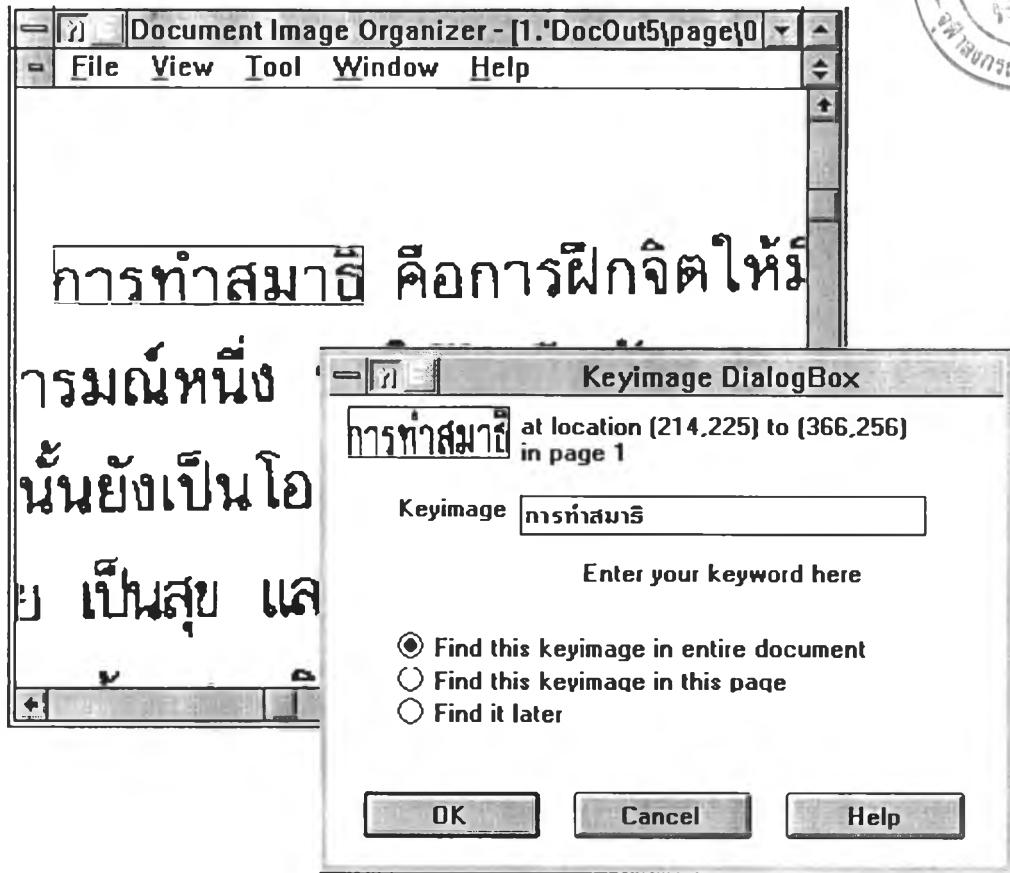 Document Image Organizer - [1.'DocOut5\page\0
File View Tool Window Help
การทำสมาธิ คือการฝึกจิตให้มี
ารมณ์หนึ่ง
นั้นยังเป็นโอ
ย เป็นสุข แล
Keyimage DialogBox
การทำสมาธิ at location (214,225) to (366,256)
in page 1
Keyimage การทำสมาธิ
Enter your keyword here
Find this keyimage in entire document
Find this keyimage in this page
Find it later
OK Cancel Help